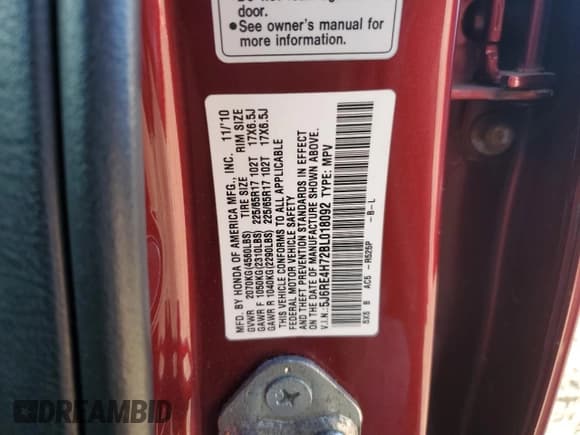 door.
●See owner's manual for
more information.
MFD. BY HONDA OF AMERICA MFG., INC. 11/'10
TIRE SIZE RIM SIZE
GVWR 2070KG(4560LBS)
GAWR F 1050KG(2310LBS) 225/65R17 102T 17X6.5J
GAWR R 1040KG(2290LBS) 225/65R17 102T 17X6.5J
THIS VEHICLE CONFORMS TO ALL APPLICABLE
FEDERAL MOTOR VEHICLE SAFETY
AND THEFT PREVENTION STANDARDS IN EFFECT
ON THE DATE OF MANUFACTURE SHOWN ABOVE.
V.I.N.:5J6RE4H72BL018092 TYPE: MPV
SX5 B AC5 -R525P -B-L
DREAMBID